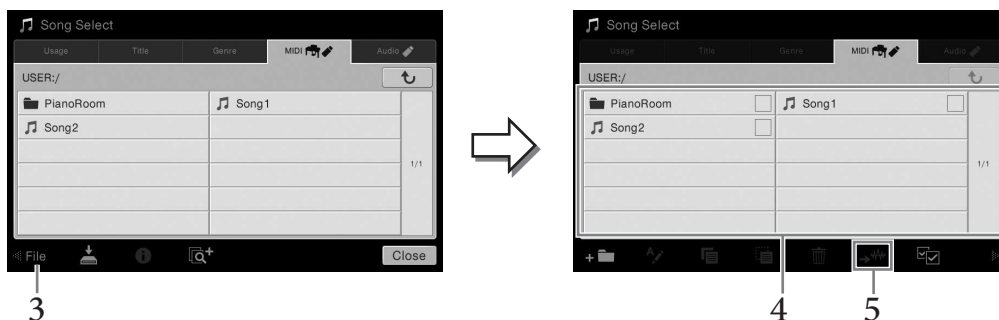 Song Select
Usage Title Genre MIDI Audio
USER:/
PianoRoom Song1
Song2
1/1
File Close
3
Song Select
Usage Title Genre MIDI Audio
USER:/
PianoRoom Song1
Song2
1/1
4 5